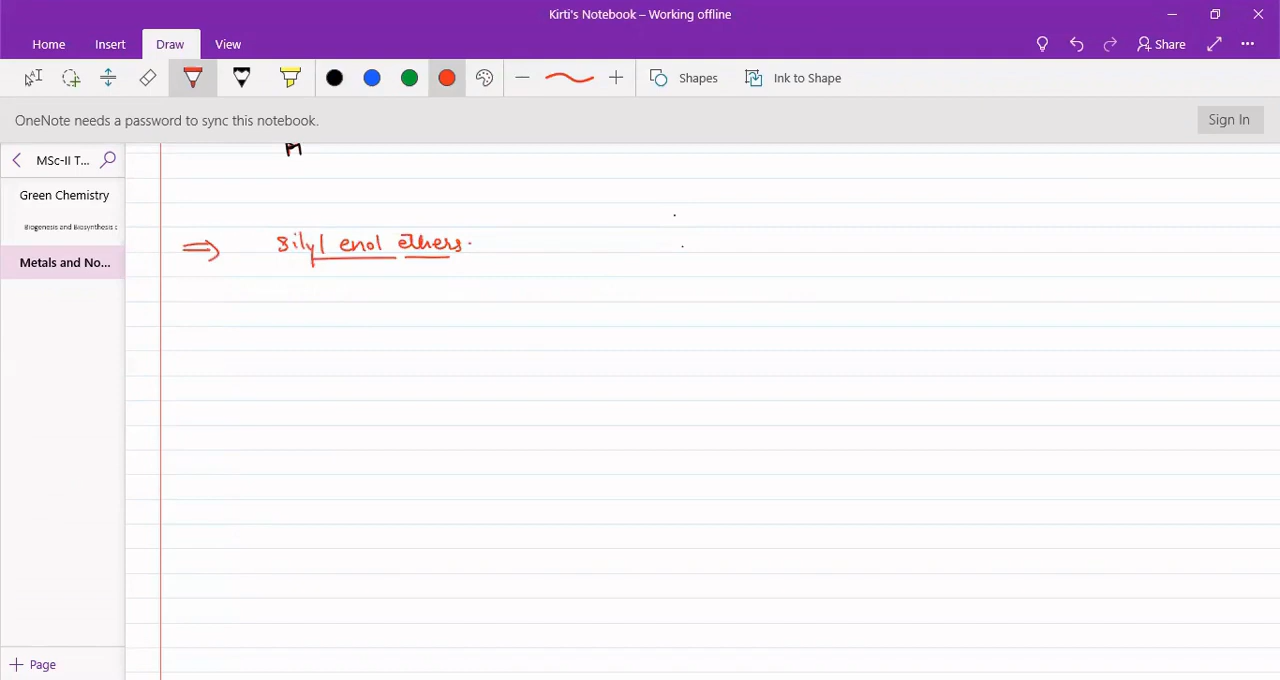 Kirti's Notebook – Working offline
Home Insert Draw View
Share
Shapes Ink to Shape
OneNote needs a password to sync this notebook.
Sign In
MSc-II T...
Green Chemistry
Biogenesis and Biosynthesis o
Metals and No...
⇒ Silyl enol ethers.
Page